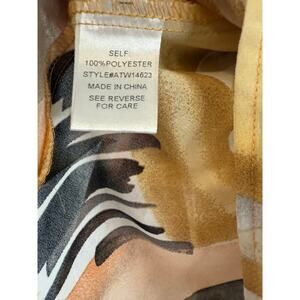 SELF:
100%POLYESTER
STYLE#ATW14623
MADE IN CHINA
SEE REVERSE
FOR CARE